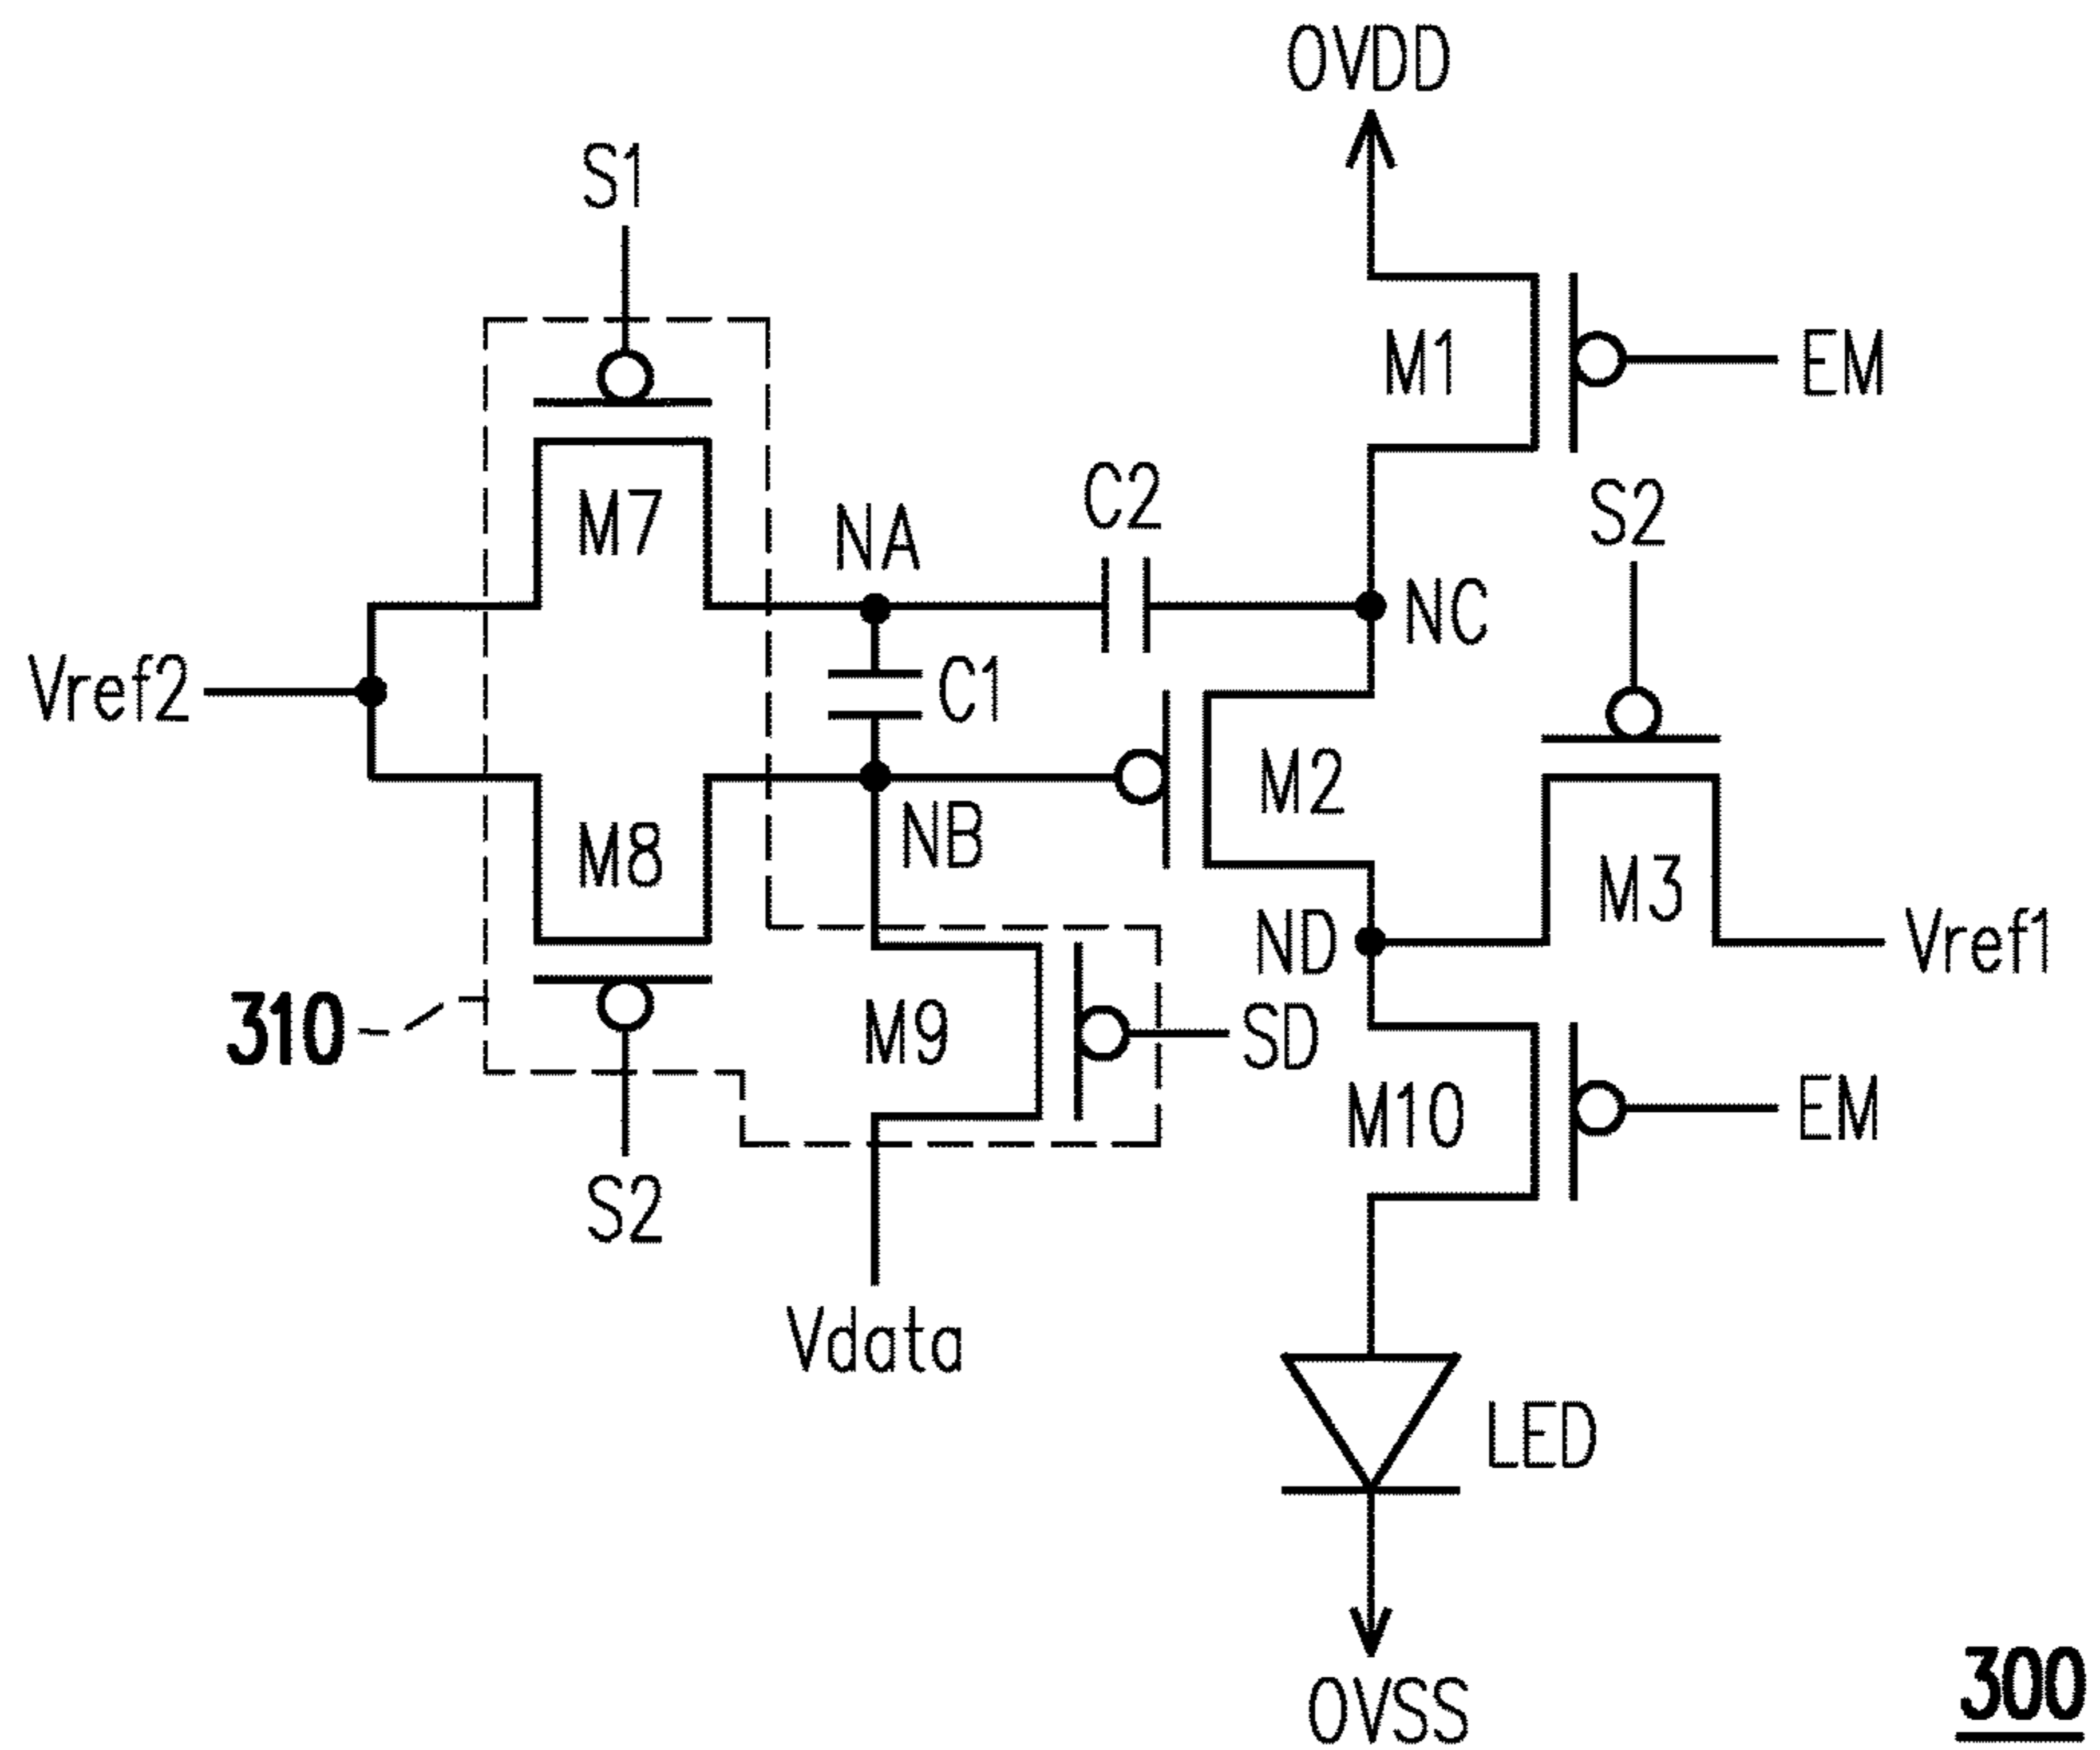 OVDD
S1
M1
EM
C2
S2
M7
NA
NC
Vref2
C1
M2
NB
M8
M3
ND
Vref1
310
M9
SD
M10
EM
S2
Vdata
LED
OVSS
300